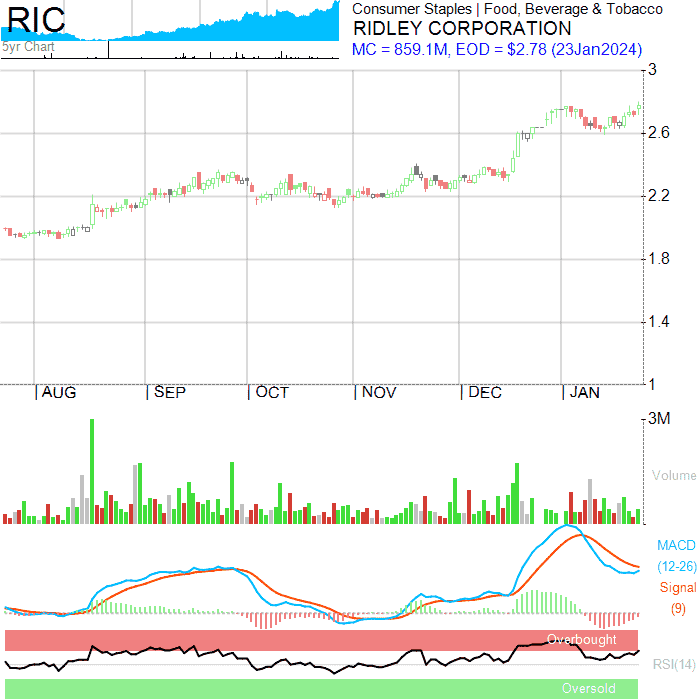 RIC
5yr Chart
Consumer Staples | Food, Beverage & Tobacco
RIDLEY CORPORATION
MC = 859.1M, EOD = $2.78 (23Jan2024)
3
2.6
2.2
1.8
1.4
1
| AUG | SEP | OCT | NOV | DEC | JAN
3M
Volume
MACD
(12-26)
Signal
(9)
Overbought
RSI(14)
Oversold